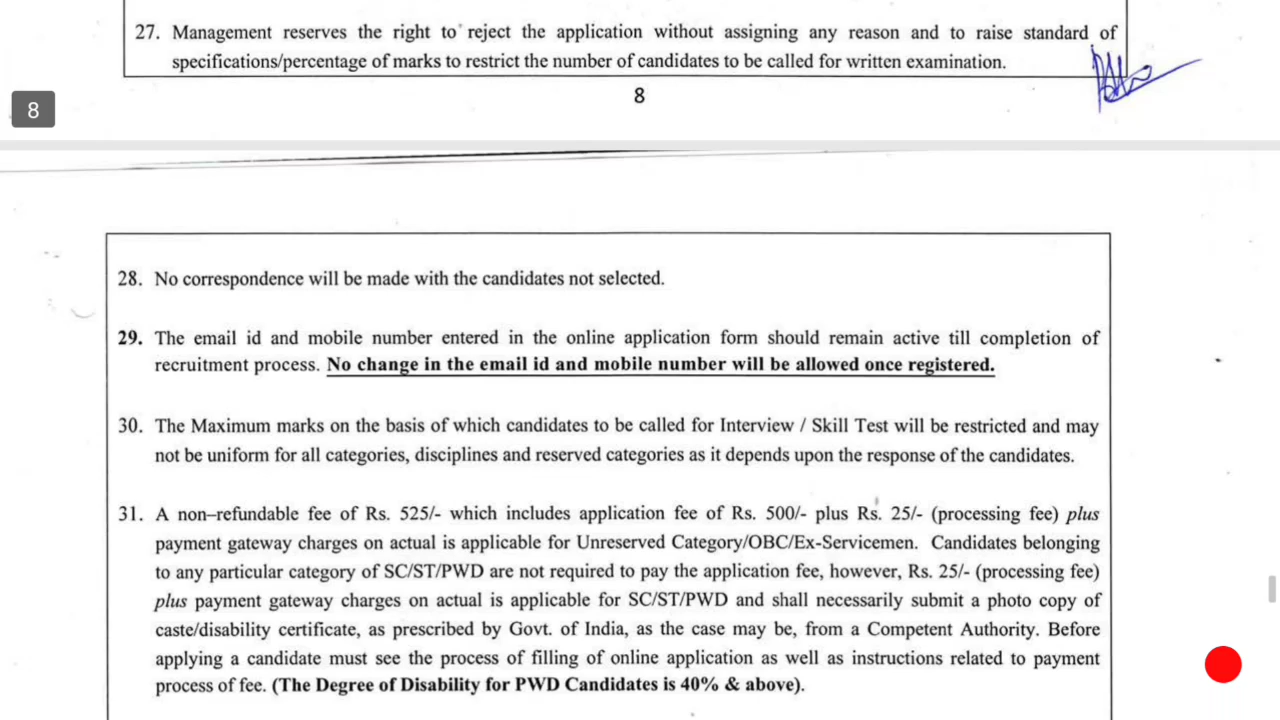 27. Management reserves the right to reject the application without assigning any reason and to raise standard of
specifications/percentage of marks to restrict the number of candidates to be called for written examination.
8
8
28. No correspondence will be made with the candidates not selected.
29. The email id and mobile number entered in the online application form should remain active till completion of
recruitment process. No change in the email id and mobile number will be allowed once registered.
30. The Maximum marks on the basis of which candidates to be called for Interview / Skill Test will be restricted and may
not be uniform for all categories, disciplines and reserved categories as it depends upon the response of the candidates.
31. A non–refundable fee of Rs. 525/- which includes application fee of Rs. 500/- plus Rs. 25/- (processing fee) plus
payment gateway charges on actual is applicable for Unreserved Category/OBC/Ex-Servicemen. Candidates belonging
to any particular category of SC/ST/PWD are not required to pay the application fee, however, Rs. 25/- (processing fee)
plus payment gateway charges on actual is applicable for SC/ST/PWD and shall necessarily submit a photo copy of
caste/disability certificate, as prescribed by Govt. of India, as the case may be, from a Competent Authority. Before
applying a candidate must see the process of filling of online application as well as instructions related to payment
process of fee. (The Degree of Disability for PWD Candidates is 40% & above).